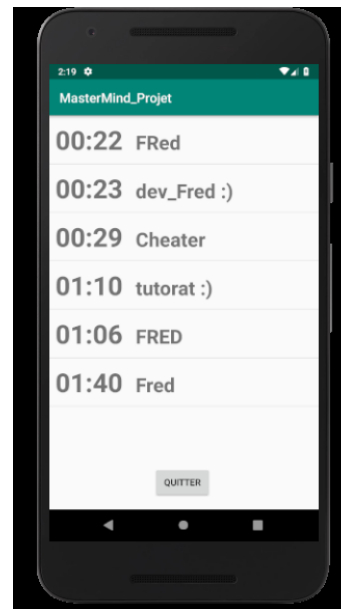 2:19
MasterMind_Projet
00:22 FRed
00:23 dev_Fred :)
00:29 Cheater
01:10 tutorat :)
01:06 FRED
01:40 Fred
QUITTER